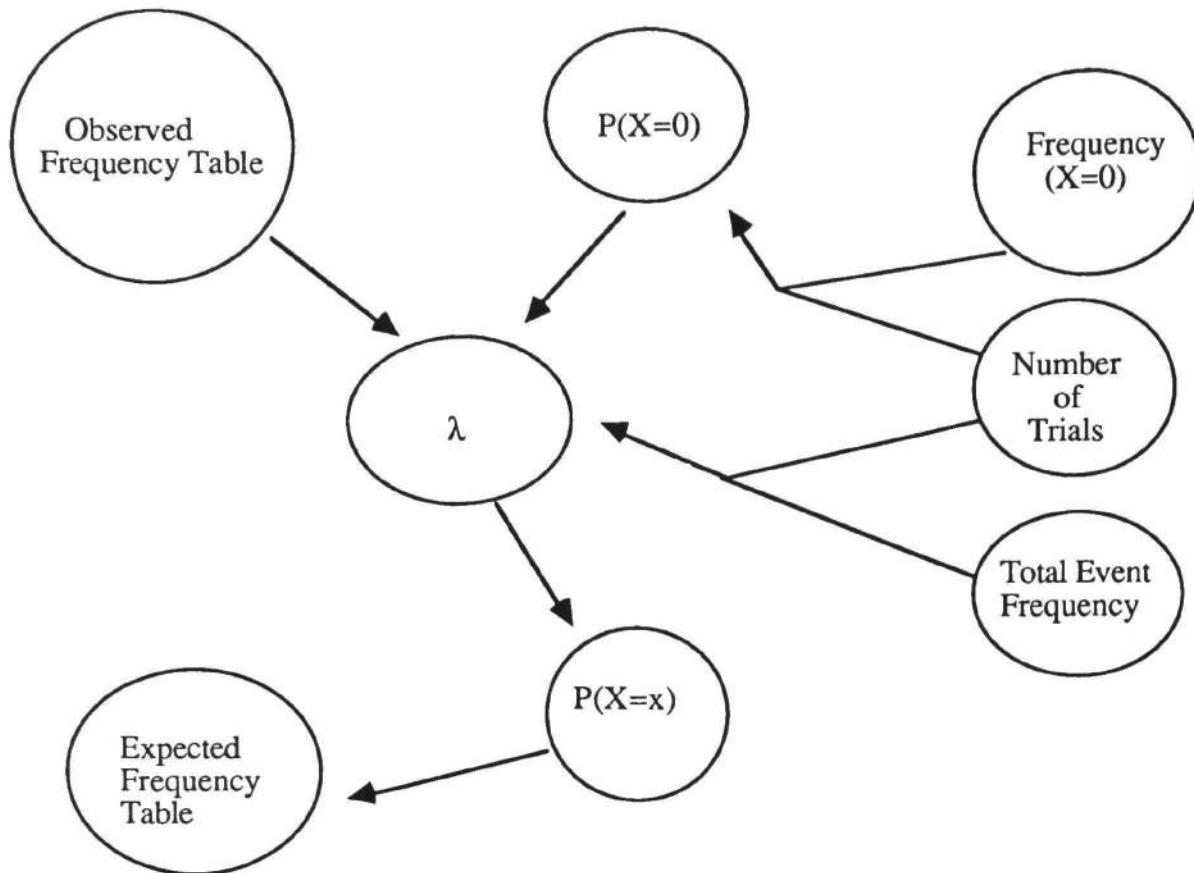 Observed
Frequency Table
P(X=0)
Frequency
(X=0)
λ
Number
of
Trials
Total Event
Frequency
P(X=x)
Expected
Frequency
Table